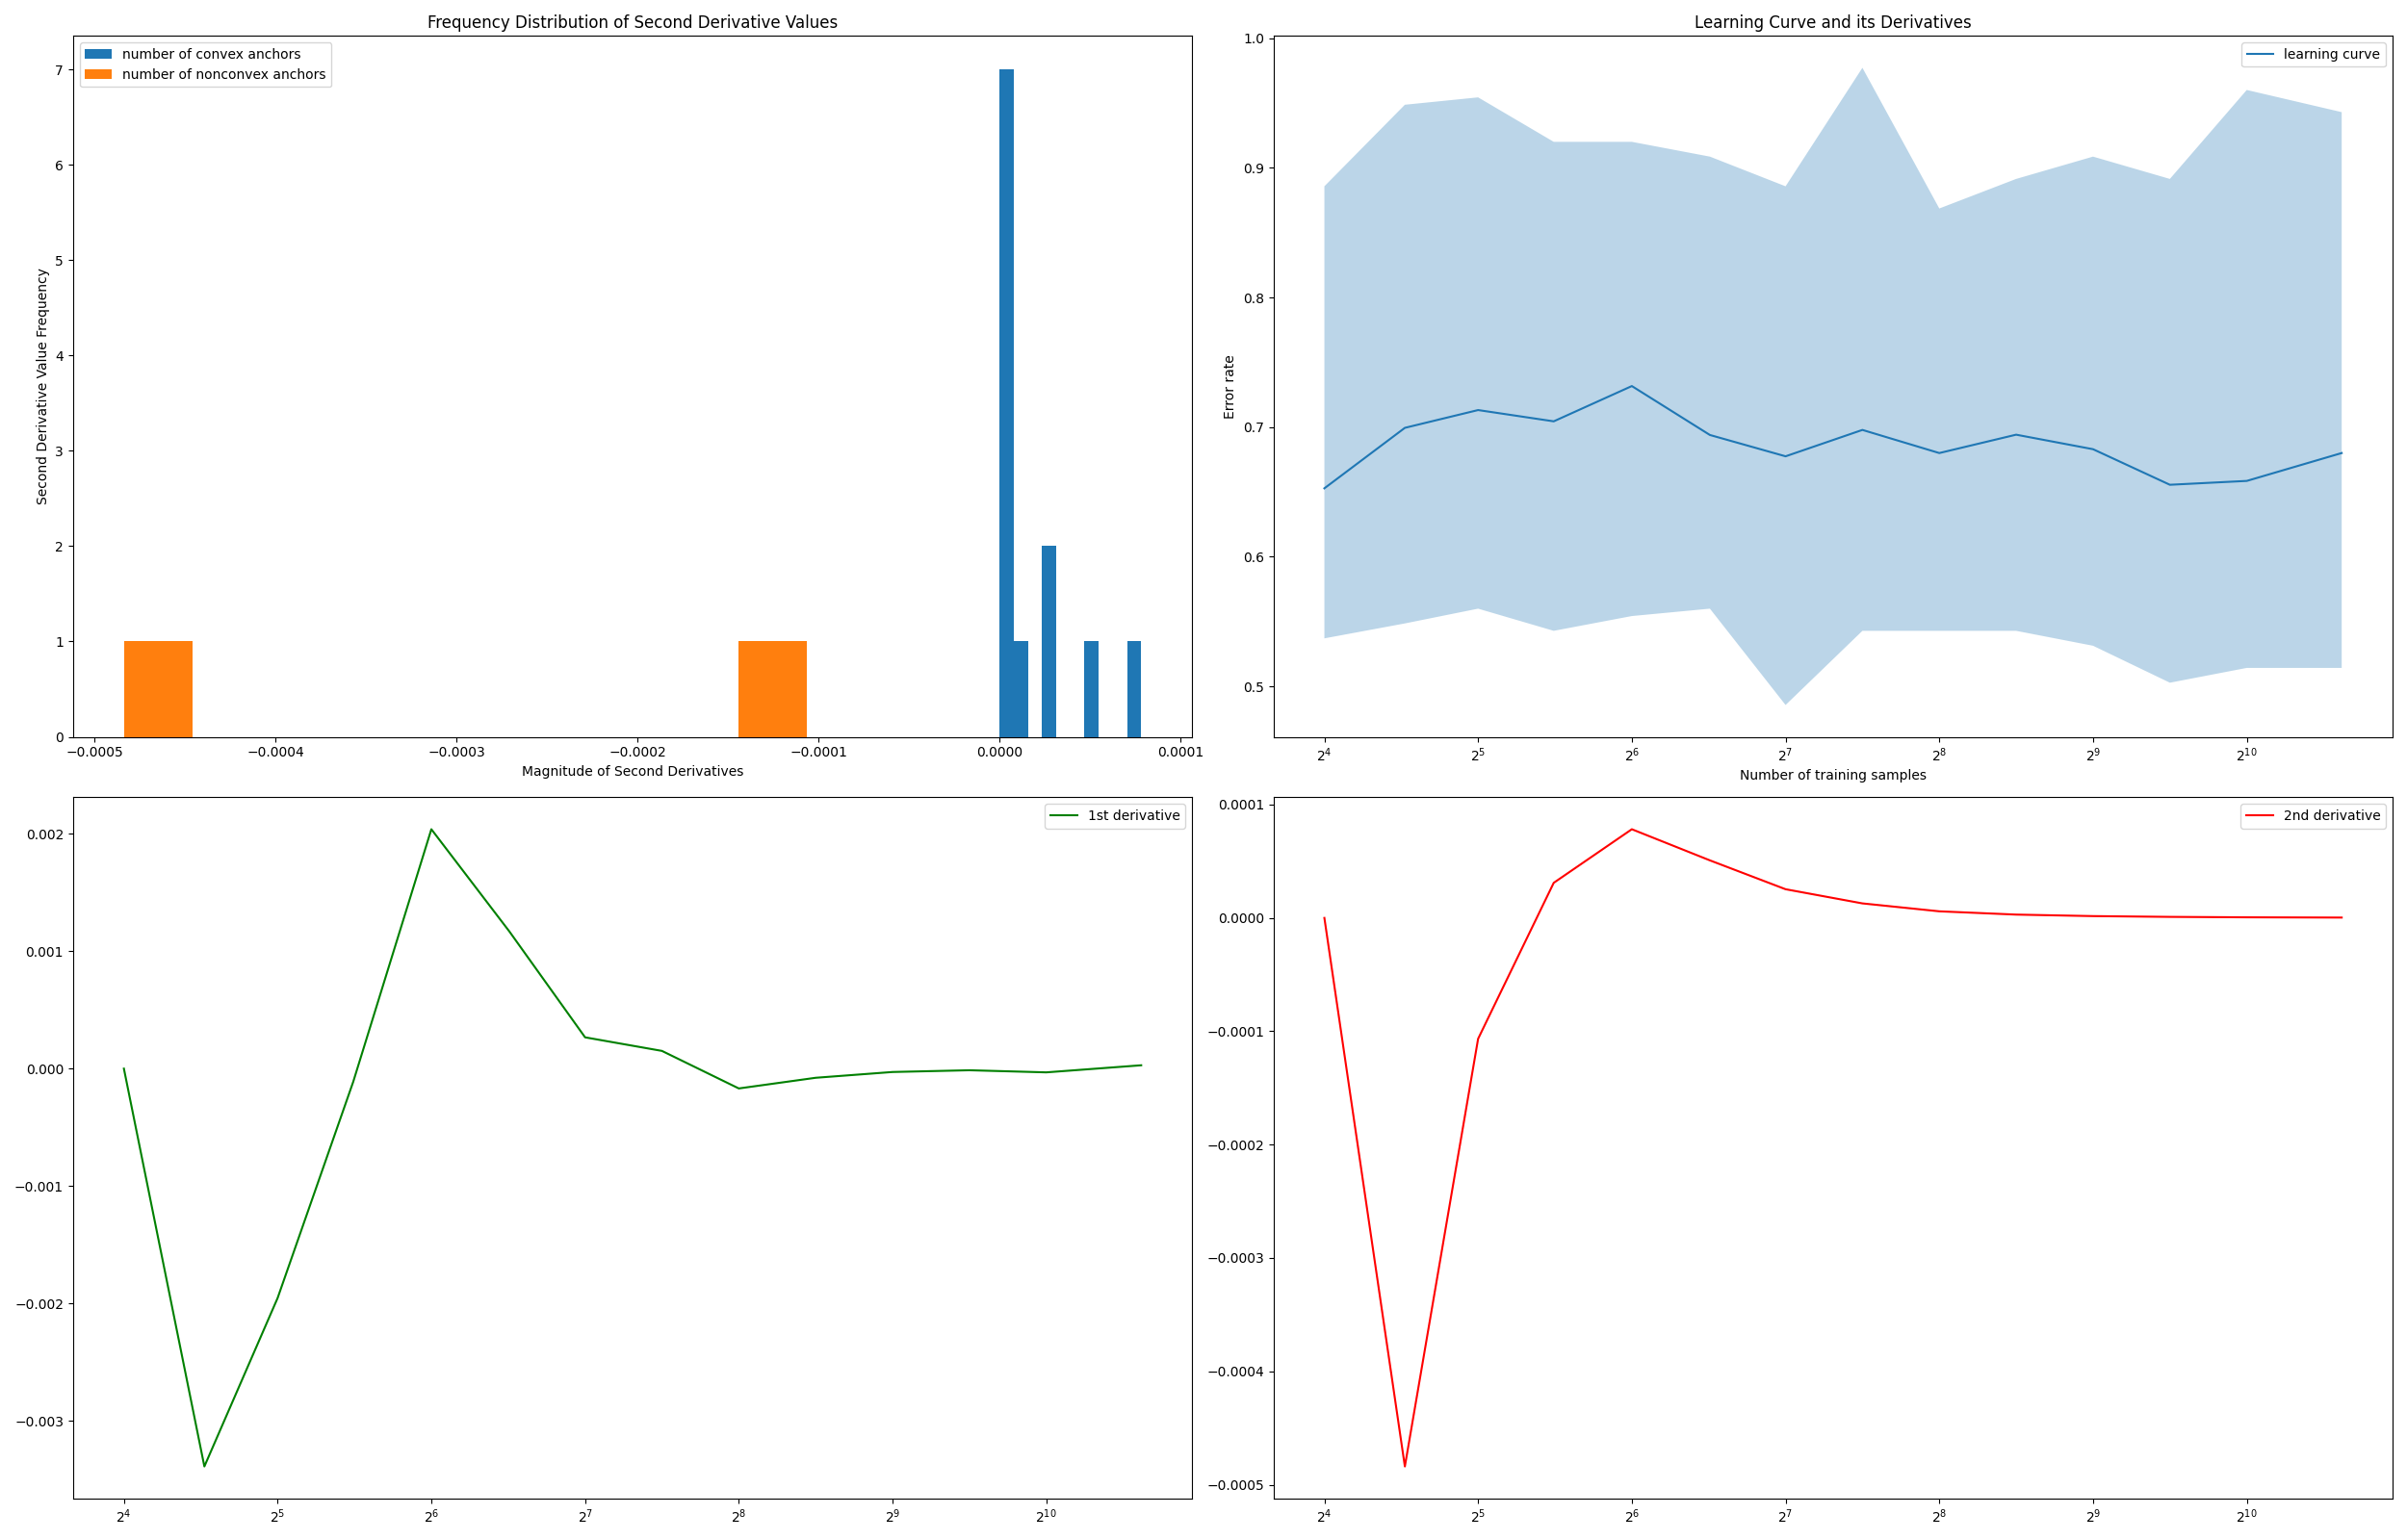 Frequency Distribution of Second Derivative Values
number of convex anchors
number of nonconvex anchors
Second Derivative Value Frequency
7
6
5
4
3
2
1
0
−0.0005 −0.0004 −0.0003 −0.0002 −0.0001 0.0000 0.0001
Magnitude of Second Derivatives
Learning Curve and its Derivatives
learning curve
Error rate
1.0
0.9
0.8
0.7
0.6
0.5
2^4 2^5 2^6 2^7 2^8 2^9 2^10
Number of training samples
1st derivative
0.002
0.001
0.000
−0.001
−0.002
−0.003
2^4 2^5 2^6 2^7 2^8 2^9 2^10
2nd derivative
0.0001
0.0000
−0.0001
−0.0002
−0.0003
−0.0004
−0.0005
2^4 2^5 2^6 2^7 2^8 2^9 2^10